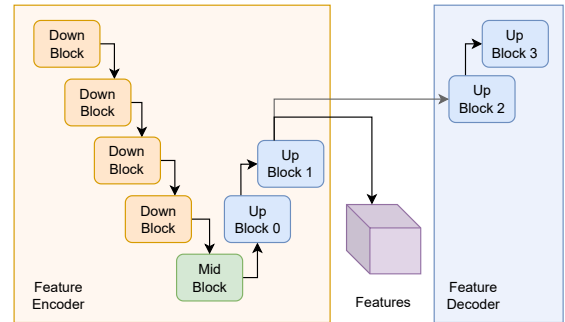 Down
Block
Down
Block
Down
Block
Down
Block
Mid
Block
Up
Block 0
Up
Block 1
Up
Block 2
Up
Block 3
Feature
Encoder
Features
Feature
Decoder